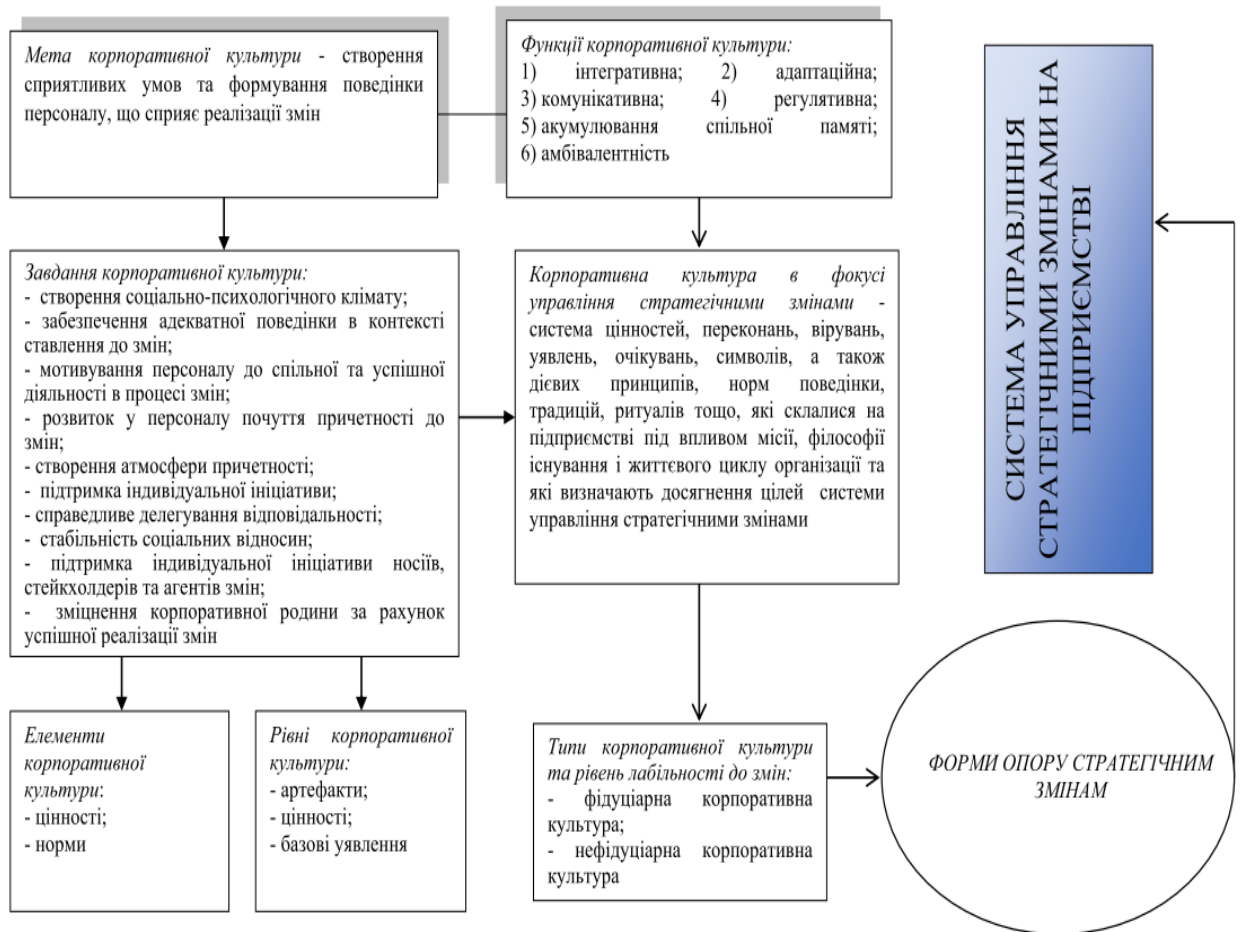 Мета корпоративної культури - створення
сприятливих умов та формування поведінки
персоналу, що сприяє реалізації змін
Функції корпоративної культури:
1) інтегративна; 2) адаптаційна;
3) комунікативна; 4) регулятивна;
5) акумулювання спільної памяті;
6) амбівалентність
Завдання корпоративної культури:
- створення соціально-психологічного клімату;
- забезпечення адекватної поведінки в контексті
ставлення до змін;
- мотивування персоналу до спільної та успішної
діяльності в процесі змін;
- розвиток у персоналу почуття причетності до
змін;
- створення атмосфери причетності;
- підтримка індивідуальної ініціативи;
- справедливе делегування відповідальності;
- стабільність соціальних відносин;
- підтримка індивідуальної ініціативи носіїв,
стейкхолдерів та агентів змін;
- зміцнення корпоративної родини за рахунок
успішної реалізації змін
Корпоративна культура в фокусі
управління стратегічними змінами -
система цінностей, переконань, вірувань,
уявлень, очікувань, символів, а також
дієвих принципів, норм поведінки,
традицій, ритуалів тощо, які склалися на
підприємстві під впливом місії, філософії
існування і життєвого циклу організації та
які визначають досягнення цілей системи
управління стратегічними змінами
СИСТЕМА УПРАВЛІННЯ
СТРАТЕГІЧНИМИ ЗМІНАМИ НА
ПІДПРИЄМСТВІ
Елементи
корпоративної
культури:
- цінності;
- норми
Рівні корпоративної
культури:
- артефакти;
- цінності;
- базові уявлення
Типи корпоративної культури
та рівень лабільності до змін:
- фідуціарна корпоративна
культура;
- нефідуціарна корпоративна
культура
ФОРМИ ОПОРУ СТРАТЕГІЧНИМ
ЗМІНАМ